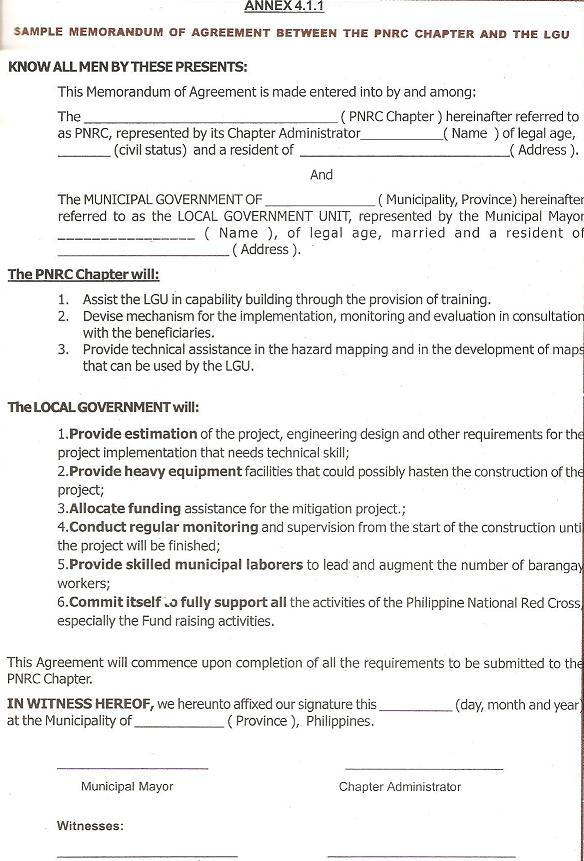 ANNEX 4.1.1
SAMPLE MEMORANDUM OF AGREEMENT BETWEEN THE PNRC CHAPTER AND THE LGU
KNOW ALL MEN BY THESE PRESENTS:
This Memorandum of Agreement is made entered into by and among:
The ______________________________ ( PNRC Chapter ) hereinafter referred to
as PNRC, represented by its Chapter Administrator__________( Name ) of legal age,
_______ (civil status) and a resident of _________________________( Address ).
And
The MUNICIPAL GOVERNMENT OF _____________ ( Municipality, Province) hereinafter
referred to as the LOCAL GOVERNMENT UNIT, represented by the Municipal Mayor
________________ ( Name ), of legal age, married and a resident of
____________________ ( Address ).
The PNRC Chapter will:
1. Assist the LGU in capability building through the provision of training.
2. Devise mechanism for the implementation, monitoring and evaluation in consultation
with the beneficiaries.
3. Provide technical assistance in the hazard mapping and in the development of maps
that can be used by the LGU.
The LOCAL GOVERNMENT will:
1.Provide estimation of the project, engineering design and other requirements for the
project implementation that needs technical skill;
2.Provide heavy equipment facilities that could possibly hasten the construction of the
project;
3.Allocate funding assistance for the mitigation project.;
4.Conduct regular monitoring and supervision from the start of the construction until
the project will be finished;
5.Provide skilled municipal laborers to lead and augment the number of barangay
workers;
6.Commit itself to fully support all the activities of the Philippine National Red Cross,
especially the Fund raising activities.
This Agreement will commence upon completion of all the requirements to be submitted to the
PNRC Chapter.
IN WITNESS HEREOF, we hereunto affixed our signature this _________ (day, month and year)
at the Municipality of ___________ ( Province ), Philippines.
Municipal Mayor Chapter Administrator
Witnesses: